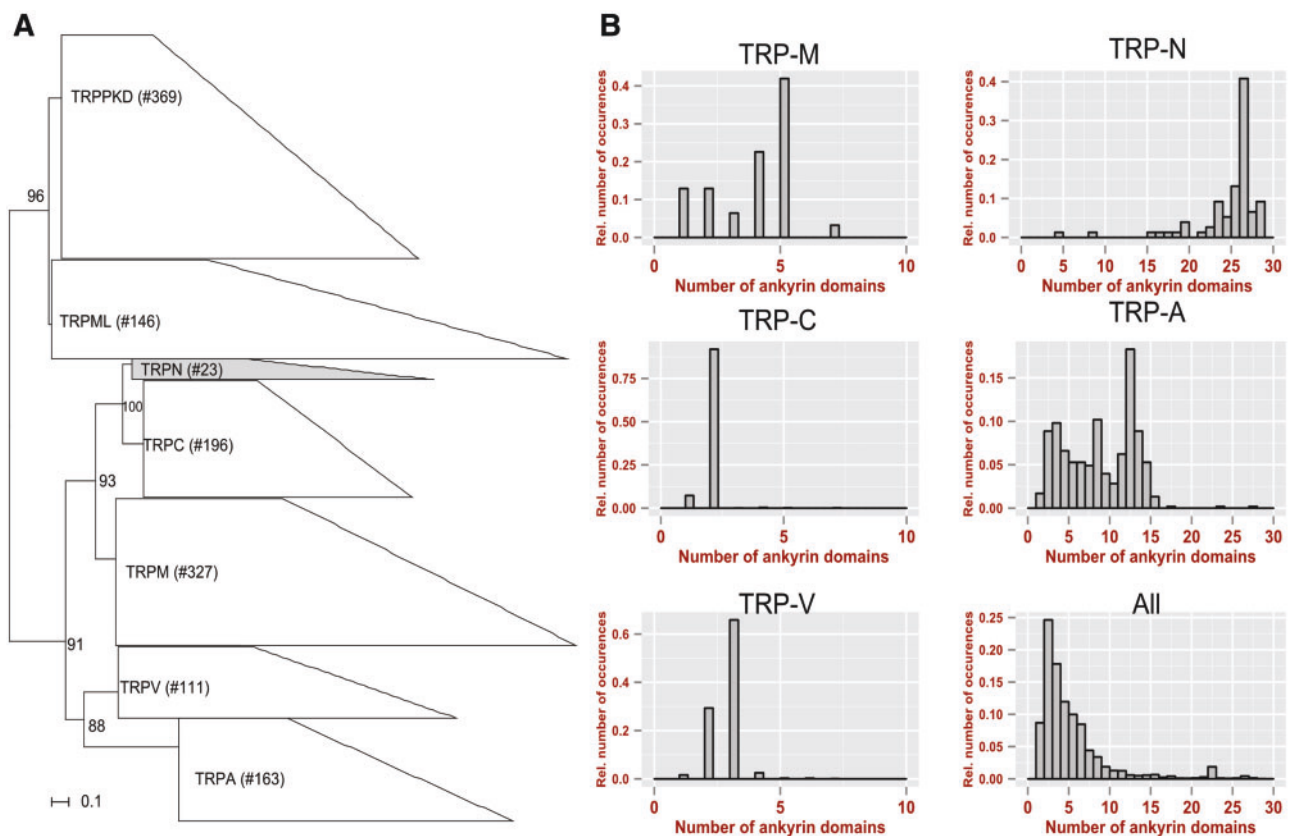 A
TRPPKD (#369)
96
TRPML (#146)
TRPN (#23)
100
TRPC (#196)
93
TRPM (#327)
91
TRPV (#111)
88
TRPA (#163)
0.1
B
TRP-M
Rel. number of occurences
0.4
0.3
0.2
0.1
0.0
0 5 10
Number of ankyrin domains
TRP-N
Rel. number of occurences
0.4
0.3
0.2
0.1
0.0
0 5 10 15 20 25 30
Number of ankyrin domains
TRP-C
Rel. number of occurences
0.75
0.50
0.25
0.00
0 5 10
Number of ankyrin domains
TRP-A
Rel. number of occurences
0.15
0.10
0.05
0.00
0 5 10 15 20 25 30
Number of ankyrin domains
TRP-V
Rel. number of occurences
0.6
0.4
0.2
0.0
0 5 10
Number of ankyrin domains
All
Rel. number of occurences
0.25
0.20
0.15
0.10
0.05
0.00
0 5 10 15 20 25 30
Number of ankyrin domains